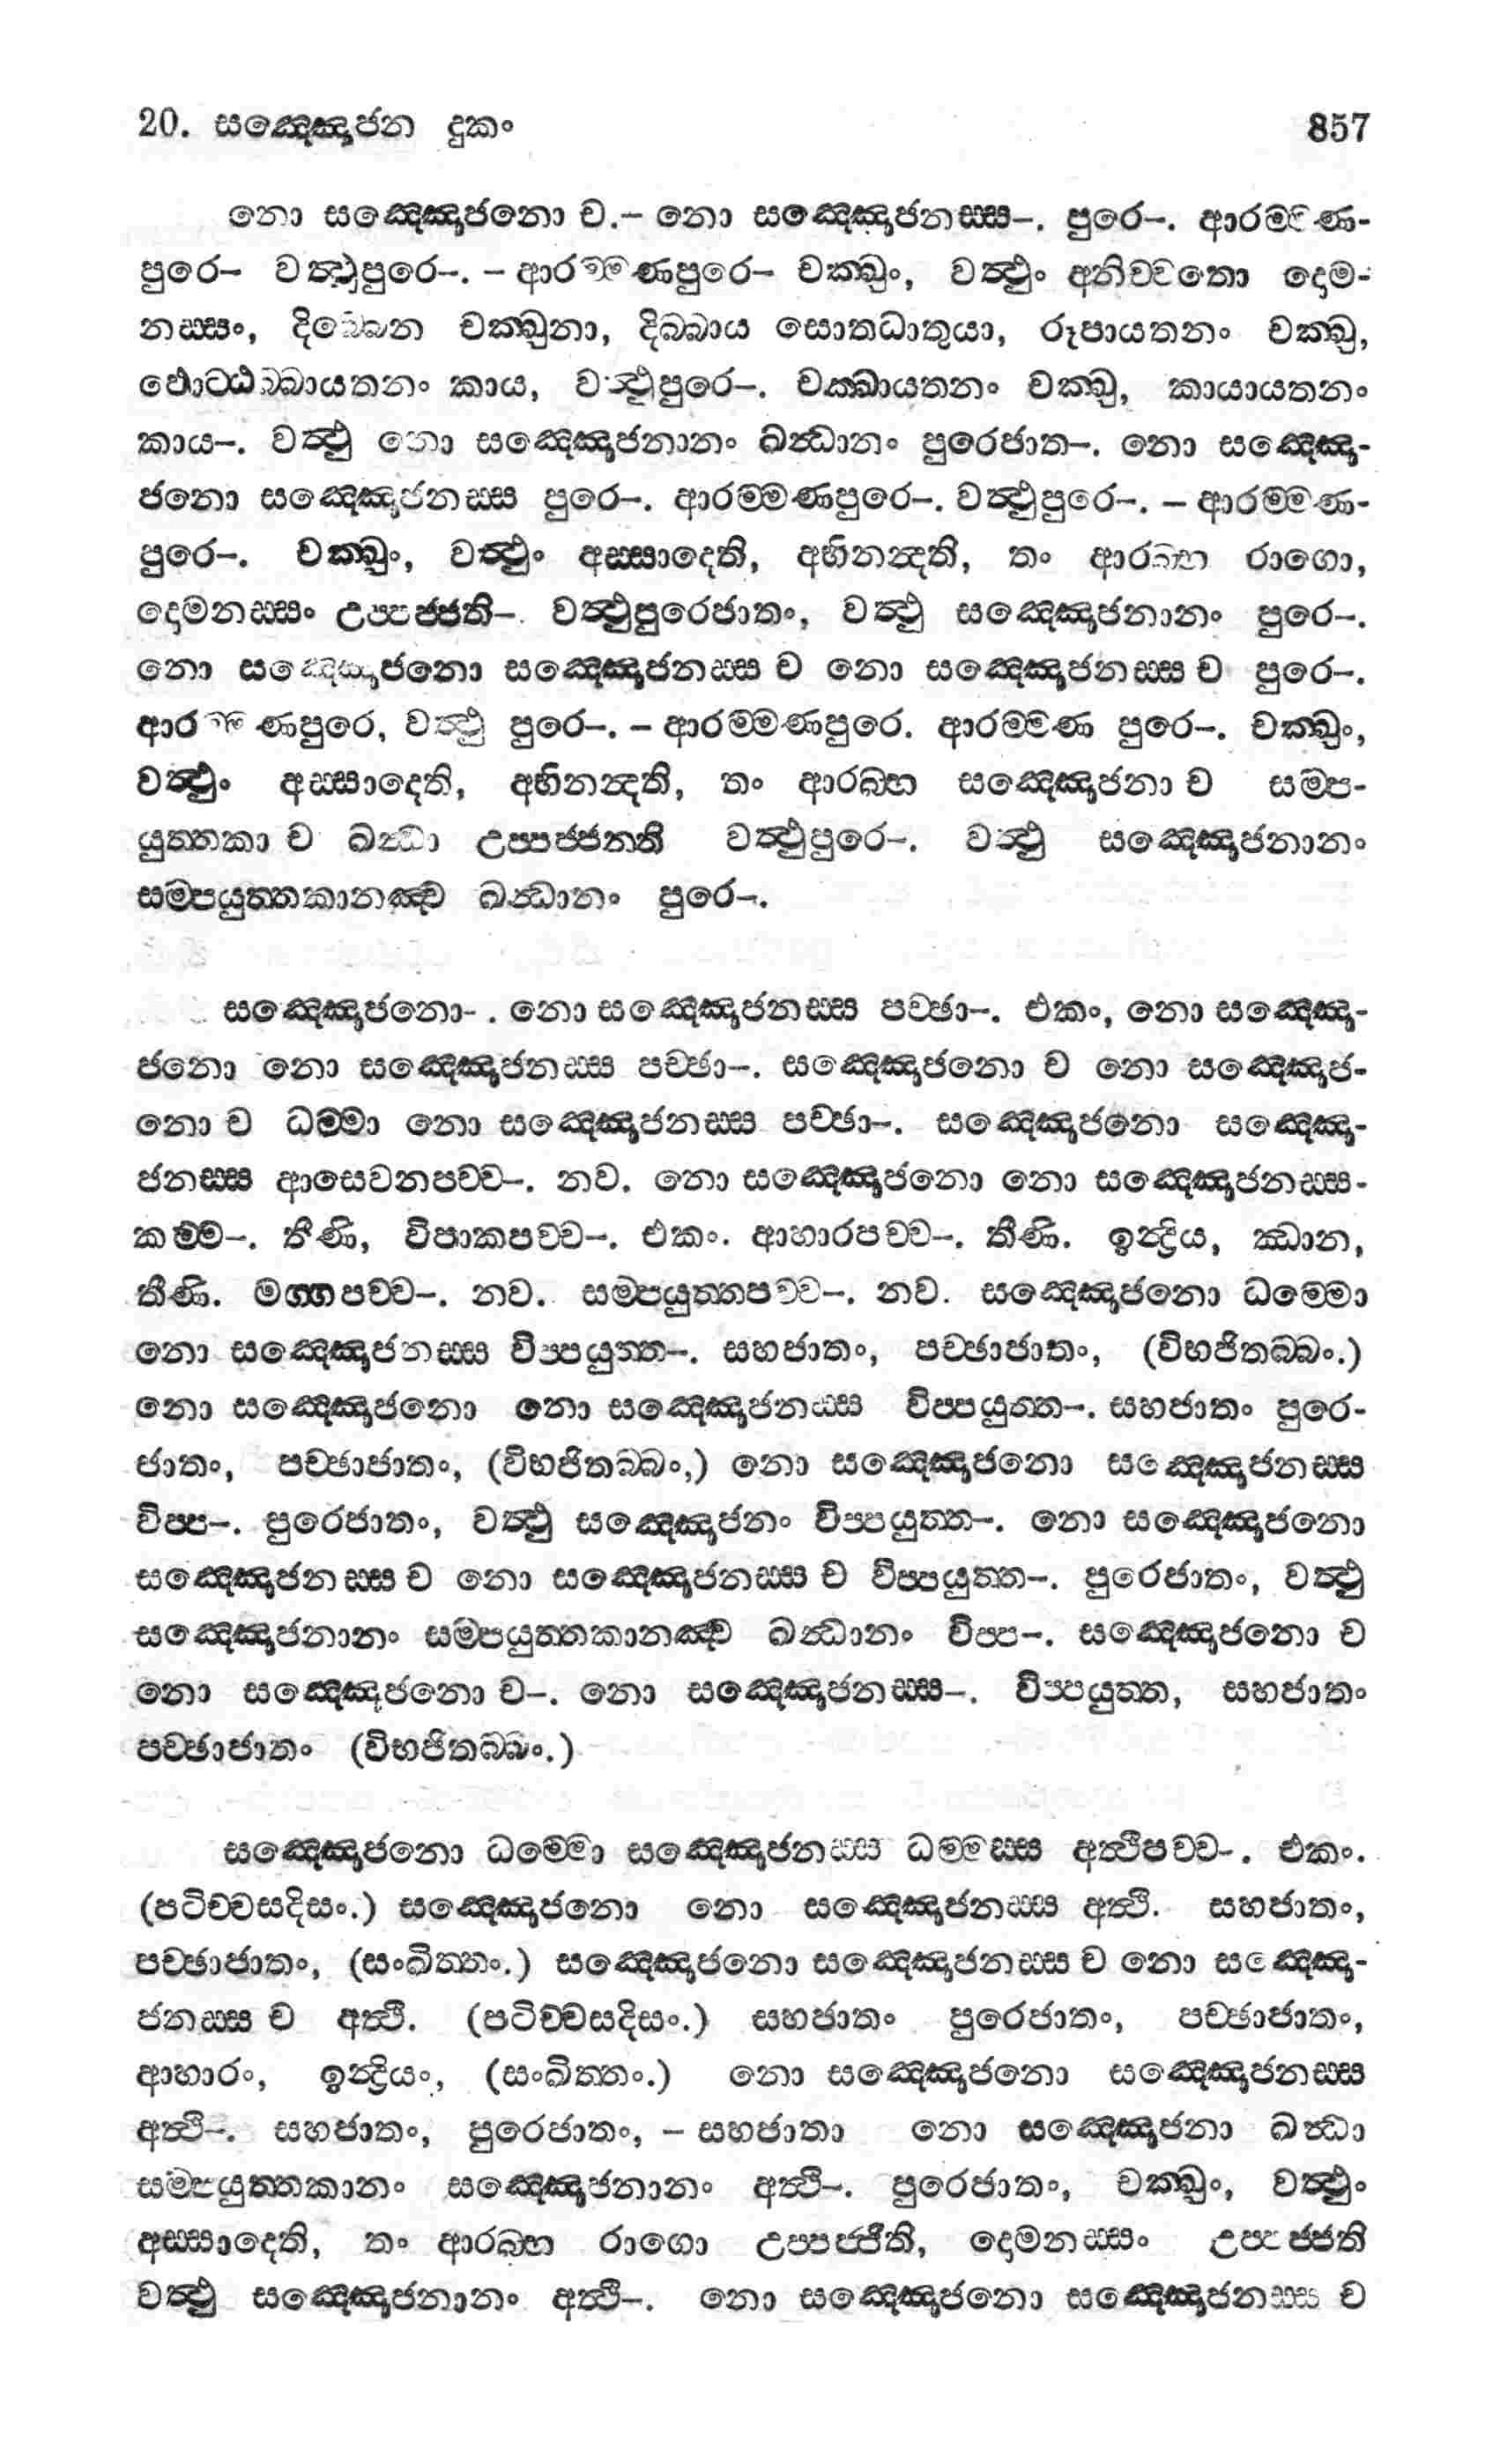 20. සඤ්ඤෙජන දුකං 857
නො සඤ්ඤෙජනො ච.– නො සඤ්ඤෙජනස්ස–. පුරෙ–. ආරම්මණ-
පුරෙ– වත්ථුපුරෙ–. – ආරම්මණපුරෙ– චක්ඛුං, වත්ථුං අනිච්චතො දොම-
නස්සං, දිබ්බෙන චක්ඛුනා, දිබ්බාය සොතධාතුයා, රූපායතනං චක්ඛු,
ඵොට්ඨබ්බායතනං කාය, වත්ථුපුරෙ–. චක්ඛායතනං චක්ඛු, කායායතනං
කාය–. වත්ථු නො සඤ්ඤෙජනානං ඛන්ධානං පුරෙජාත–. නො සඤ්ඤෙ-
ජනො සඤ්ඤෙජනස්ස පුරෙ–. ආරම්මණපුරෙ–. වත්ථුපුරෙ–. – ආරම්මණ-
පුරෙ–. චක්ඛුං, වත්ථුං අස්සාදෙති, අභිනන්දති, තං ආරබ්භ රාගො,
දොමනස්සං උප්පජ්ජති–. වත්ථුපුරෙජාතං, වත්ථු සඤ්ඤෙජනානං පුරෙ–.
නො සඤ්ඤෙජනො සඤ්ඤෙජනස්ස ච නො සඤ්ඤෙජනස්ස ච පුරෙ–.
ආරම්මණපුරෙ, වත්ථු පුරෙ–. – ආරම්මණපුරෙ. ආරම්මණ පුරෙ–. චක්ඛුං,
වත්ථුං අස්සාදෙති, අභිනන්දති, තං ආරබ්භ සඤ්ඤෙජනා ච සම්ප-
යුත්තකා ච ඛන්ධා උප්පජ්ජන්ති වත්ථුපුරෙ–. වත්ථු සඤ්ඤෙජනානං
සම්පයුත්තකානඤ්ච ඛන්ධානං පුරෙ–.
සඤ්ඤෙජනො- . නො සඤ්ඤෙජනස්ස පච්ඡා–. එකං, නො සඤ්ඤෙ-
ජනො නො සඤ්ඤෙජනස්ස පච්ඡා–. සඤ්ඤෙජනො ච නො සඤ්ඤෙජ-
නො ච ධම්මා නො සඤ්ඤෙජනස්ස පච්ඡා–. සඤ්ඤෙජනො සඤ්ඤෙ-
ජනස්ස ආසෙවනපච්ච–. නව. නො සඤ්ඤෙජනො නො සඤ්ඤෙජනස්ස-
කම්ම–. තීණි, විපාකපච්ච–. එකං. ආහාරපච්ච–. තීණි. ඉන්ද්‍රිය, ඣාන,
තීණි. මග්ගපච්ච–. නව. සම්පයුත්තපච්ච–. නව. සඤ්ඤෙජනො ධම්මො
නො සඤ්ඤෙජනස්ස විප්පයුත්ත–. සහජාතං, පච්ඡාජාතං, (විභජිතබ්බං.)
නො සඤ්ඤෙජනො නො සඤ්ඤෙජනස්ස විප්පයුත්ත–. සහජාතං පුරෙ-
ජාතං, පච්ඡාජාතං, (විභජිතබ්බං,) නො සඤ්ඤෙජනො සඤ්ඤෙජනස්ස
විප්ප–. පුරෙජාතං, වත්ථු සඤ්ඤෙජනං විප්පයුත්ත–. නො සඤ්ඤෙජනො
සඤ්ඤෙජනස්ස ච නො සඤ්ඤෙජනස්ස ච විප්පයුත්ත–. පුරෙජාතං, වත්ථු
සඤ්ඤෙජනානං සම්පයුත්තකානඤ්ච ඛන්ධානං විප්ප–. සඤ්ඤෙජනො ච
නො සඤ්ඤෙජනො ච–. නො සඤ්ඤෙජනස්ස–. විප්පයුත්ත, සහජාතං
පච්ඡාජාතං (විභජිතබ්බං.)
සඤ්ඤෙජනො ධම්මො සඤ්ඤෙජනස්ස ධම්මස්ස අත්ථිපච්ච–. එකං.
(පටිච්චසදිසං.) සඤ්ඤෙජනො නො සඤ්ඤෙජනස්ස අත්ථි. සහජාතං,
පච්ඡාජාතං, (සංඛිත්තං.) සඤ්ඤෙජනො සඤ්ඤෙජනස්ස ච නො සඤ්ඤෙ-
ජනස්ස ච අත්ථි. (පටිච්චසදිසං.) සහජාතං පුරෙජාතං, පච්ඡාජාතං,
ආහාරං, ඉන්ද්‍රියං, (සංඛිත්තං.) නො සඤ්ඤෙජනො සඤ්ඤෙජනස්ස
අත්ථි–. සහජාතං, පුරෙජාතං, – සහජාතා නො සඤ්ඤෙජනා ඛන්ධා
සම්පයුත්තකානං සඤ්ඤෙජනානං අත්ථි–. පුරෙජාතං, චක්ඛුං, වත්ථුං
අස්සාදෙති, තං ආරබ්භ රාගො උප්පජ්ජති, දොමනස්සං උප්පජ්ජති
වත්ථු සඤ්ඤෙජනානං අත්ථි–. නො සඤ්ඤෙජනො සඤ්ඤෙජනස්ස ච